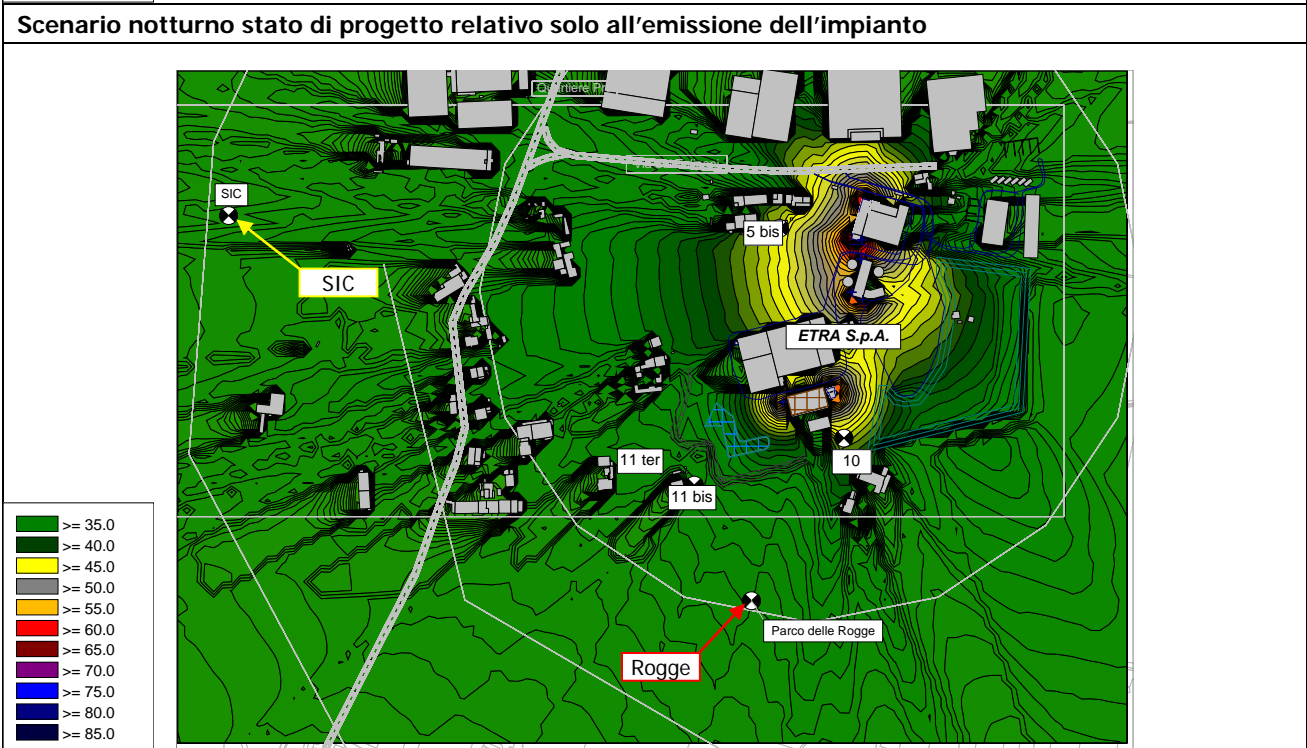 Scenario notturno stato di progetto relativo solo all'emissione dell'impianto
SIC
SIC
5 bis
ETRA S.p.A.
11 ter
10
11 bis
Parco delle Rogge
Rogge
>= 35.0
>= 40.0
>= 45.0
>= 50.0
>= 55.0
>= 60.0
>= 65.0
>= 70.0
>= 75.0
>= 80.0
>= 85.0